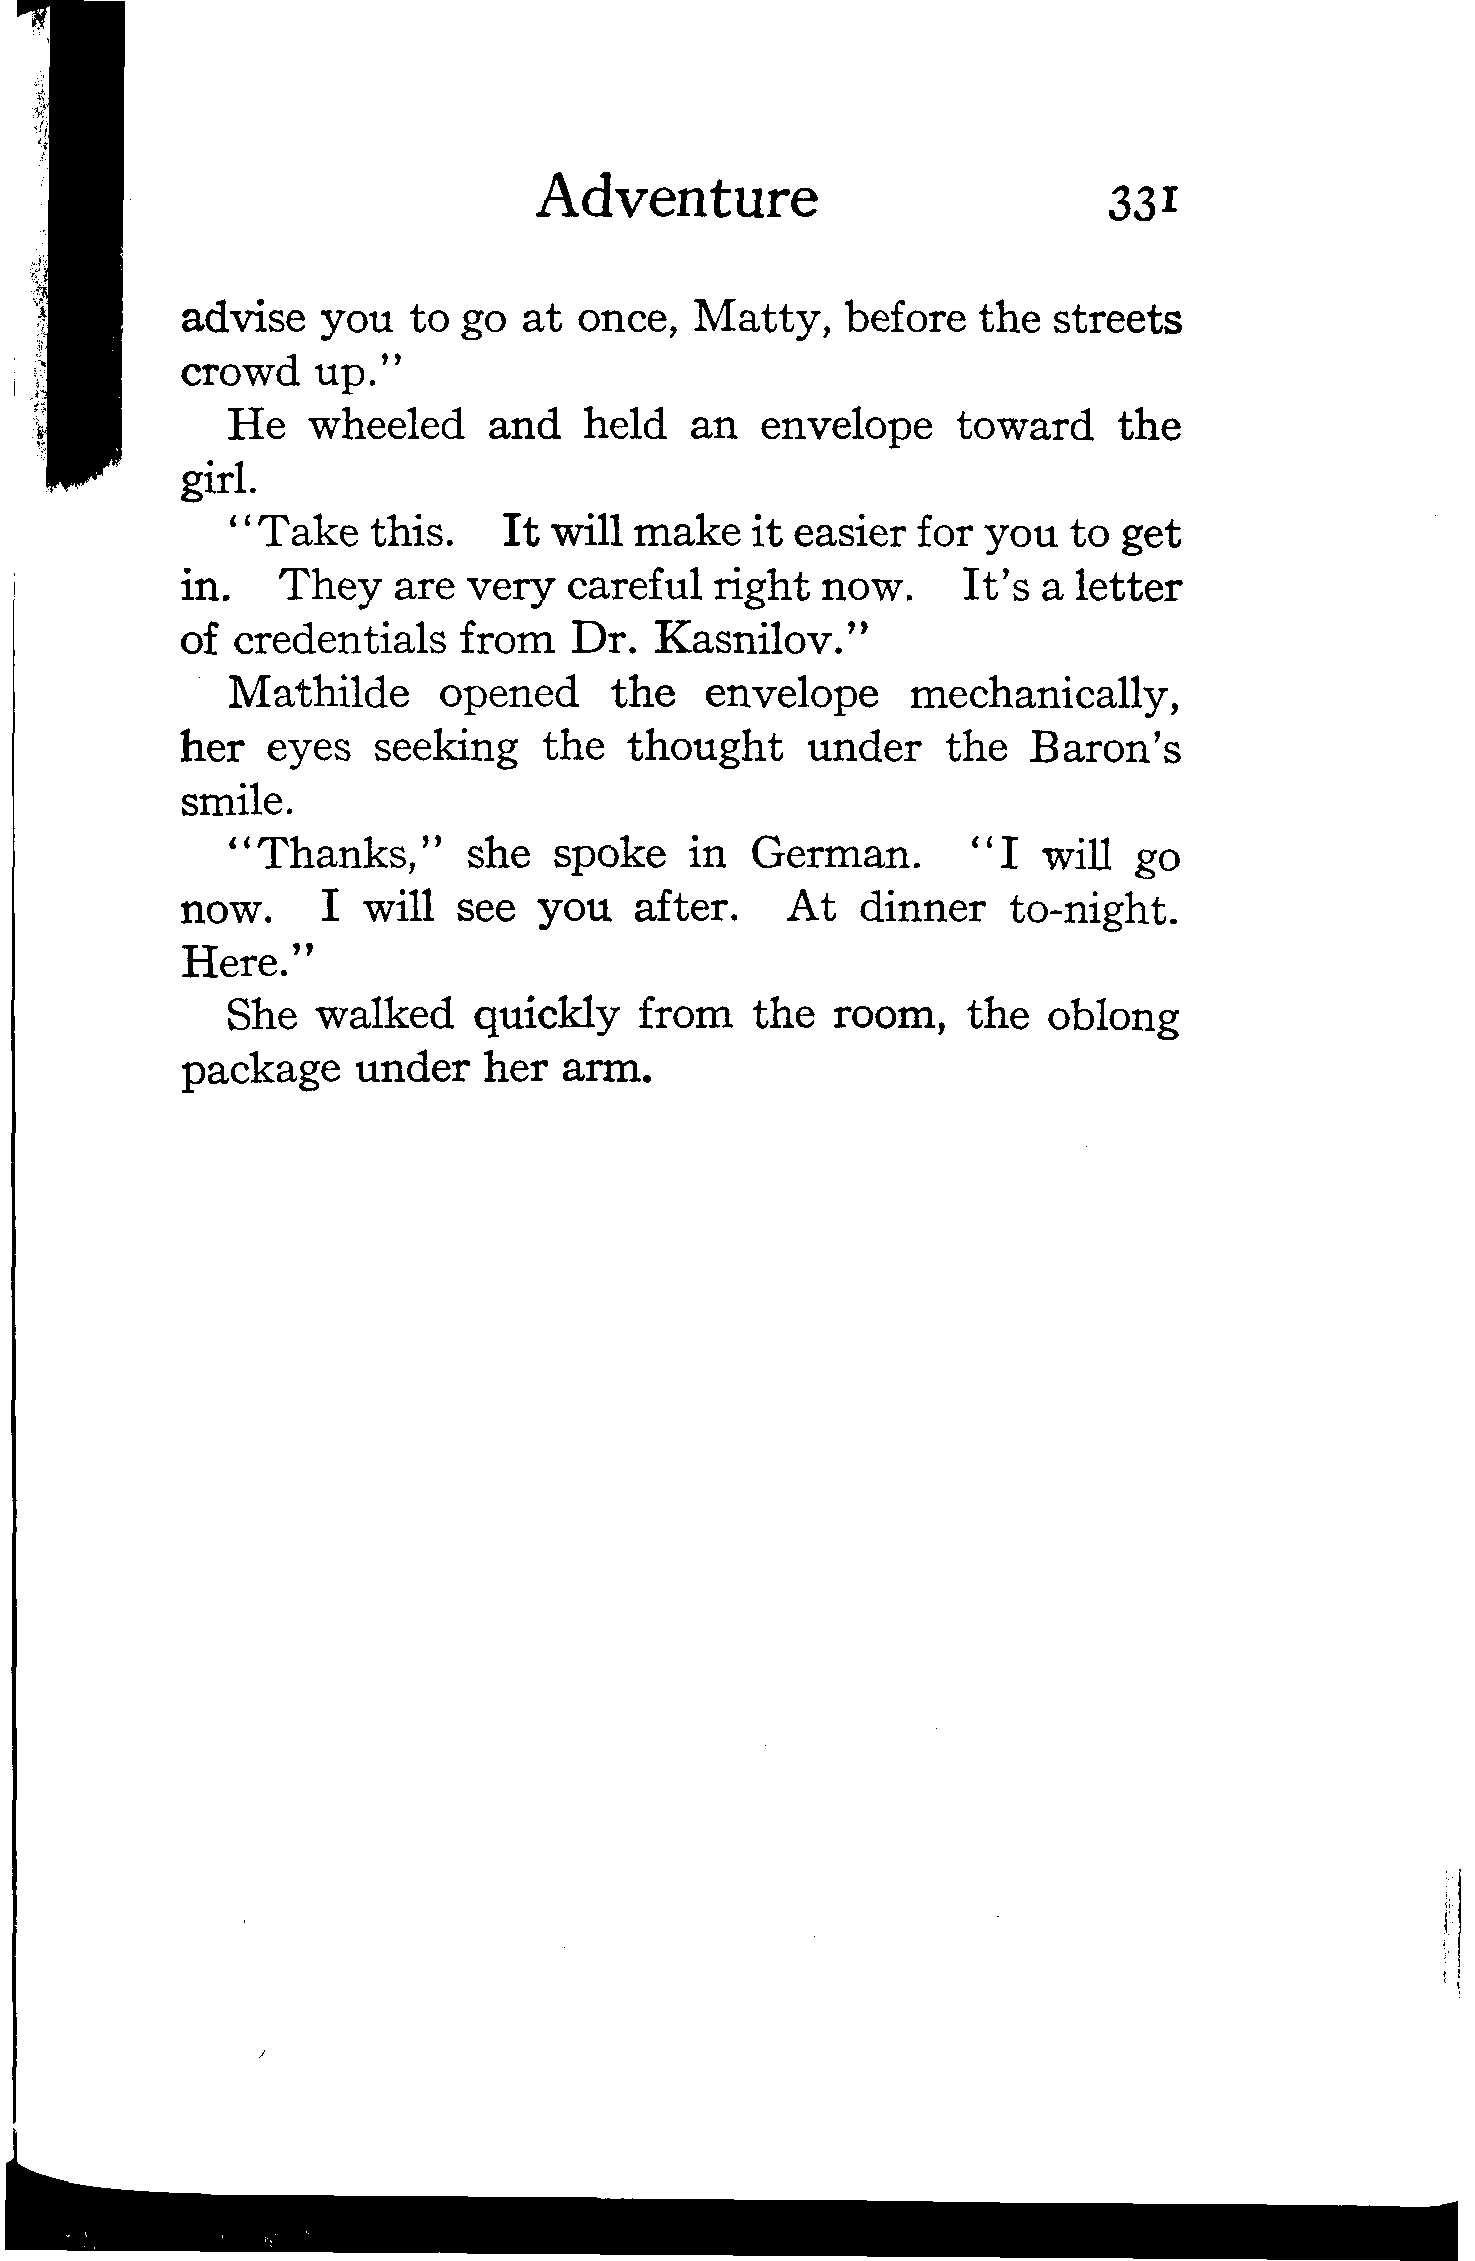 Adventure 331
advise you to go at once, Matty, before the streets
crowd up."
He wheeled and held an envelope toward the
girl.
"Take this. It will make it easier for you to get
in. They are very careful right now. It's a letter
of credentials from Dr. Kasnilov."
Mathilde opened the envelope mechanically,
her eyes seeking the thought under the Baron's
smile.
"Thanks," she spoke in German. "I will go
now. I will see you after. At dinner to-night.
Here."
She walked quickly from the room, the oblong
package under her arm.